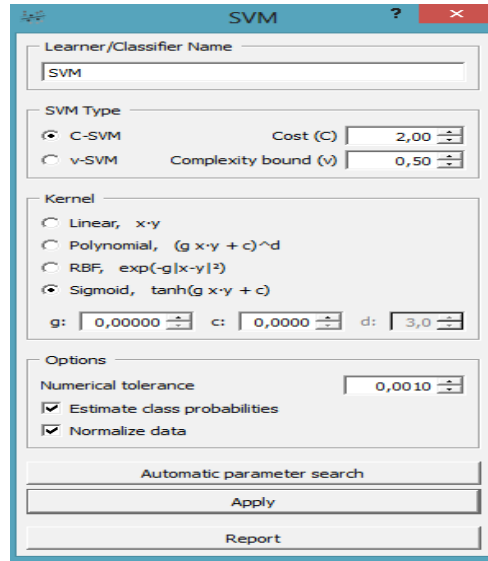 SVM ? ×
Learner/Classifier Name
SVM
SVM Type
C-SVM Cost (C) 2,00
ν-SVM Complexity bound (ν) 0,50
Kernel
Linear, x·y
Polynomial, (g x·y + c)^d
RBF, exp(-g|x-y|²)
Sigmoid, tanh(g x·y + c)
g: 0,00000 c: 0,0000 d: 3,0
Options
Numerical tolerance 0,0010
Estimate class probabilities
Normalize data
Automatic parameter search
Apply
Report